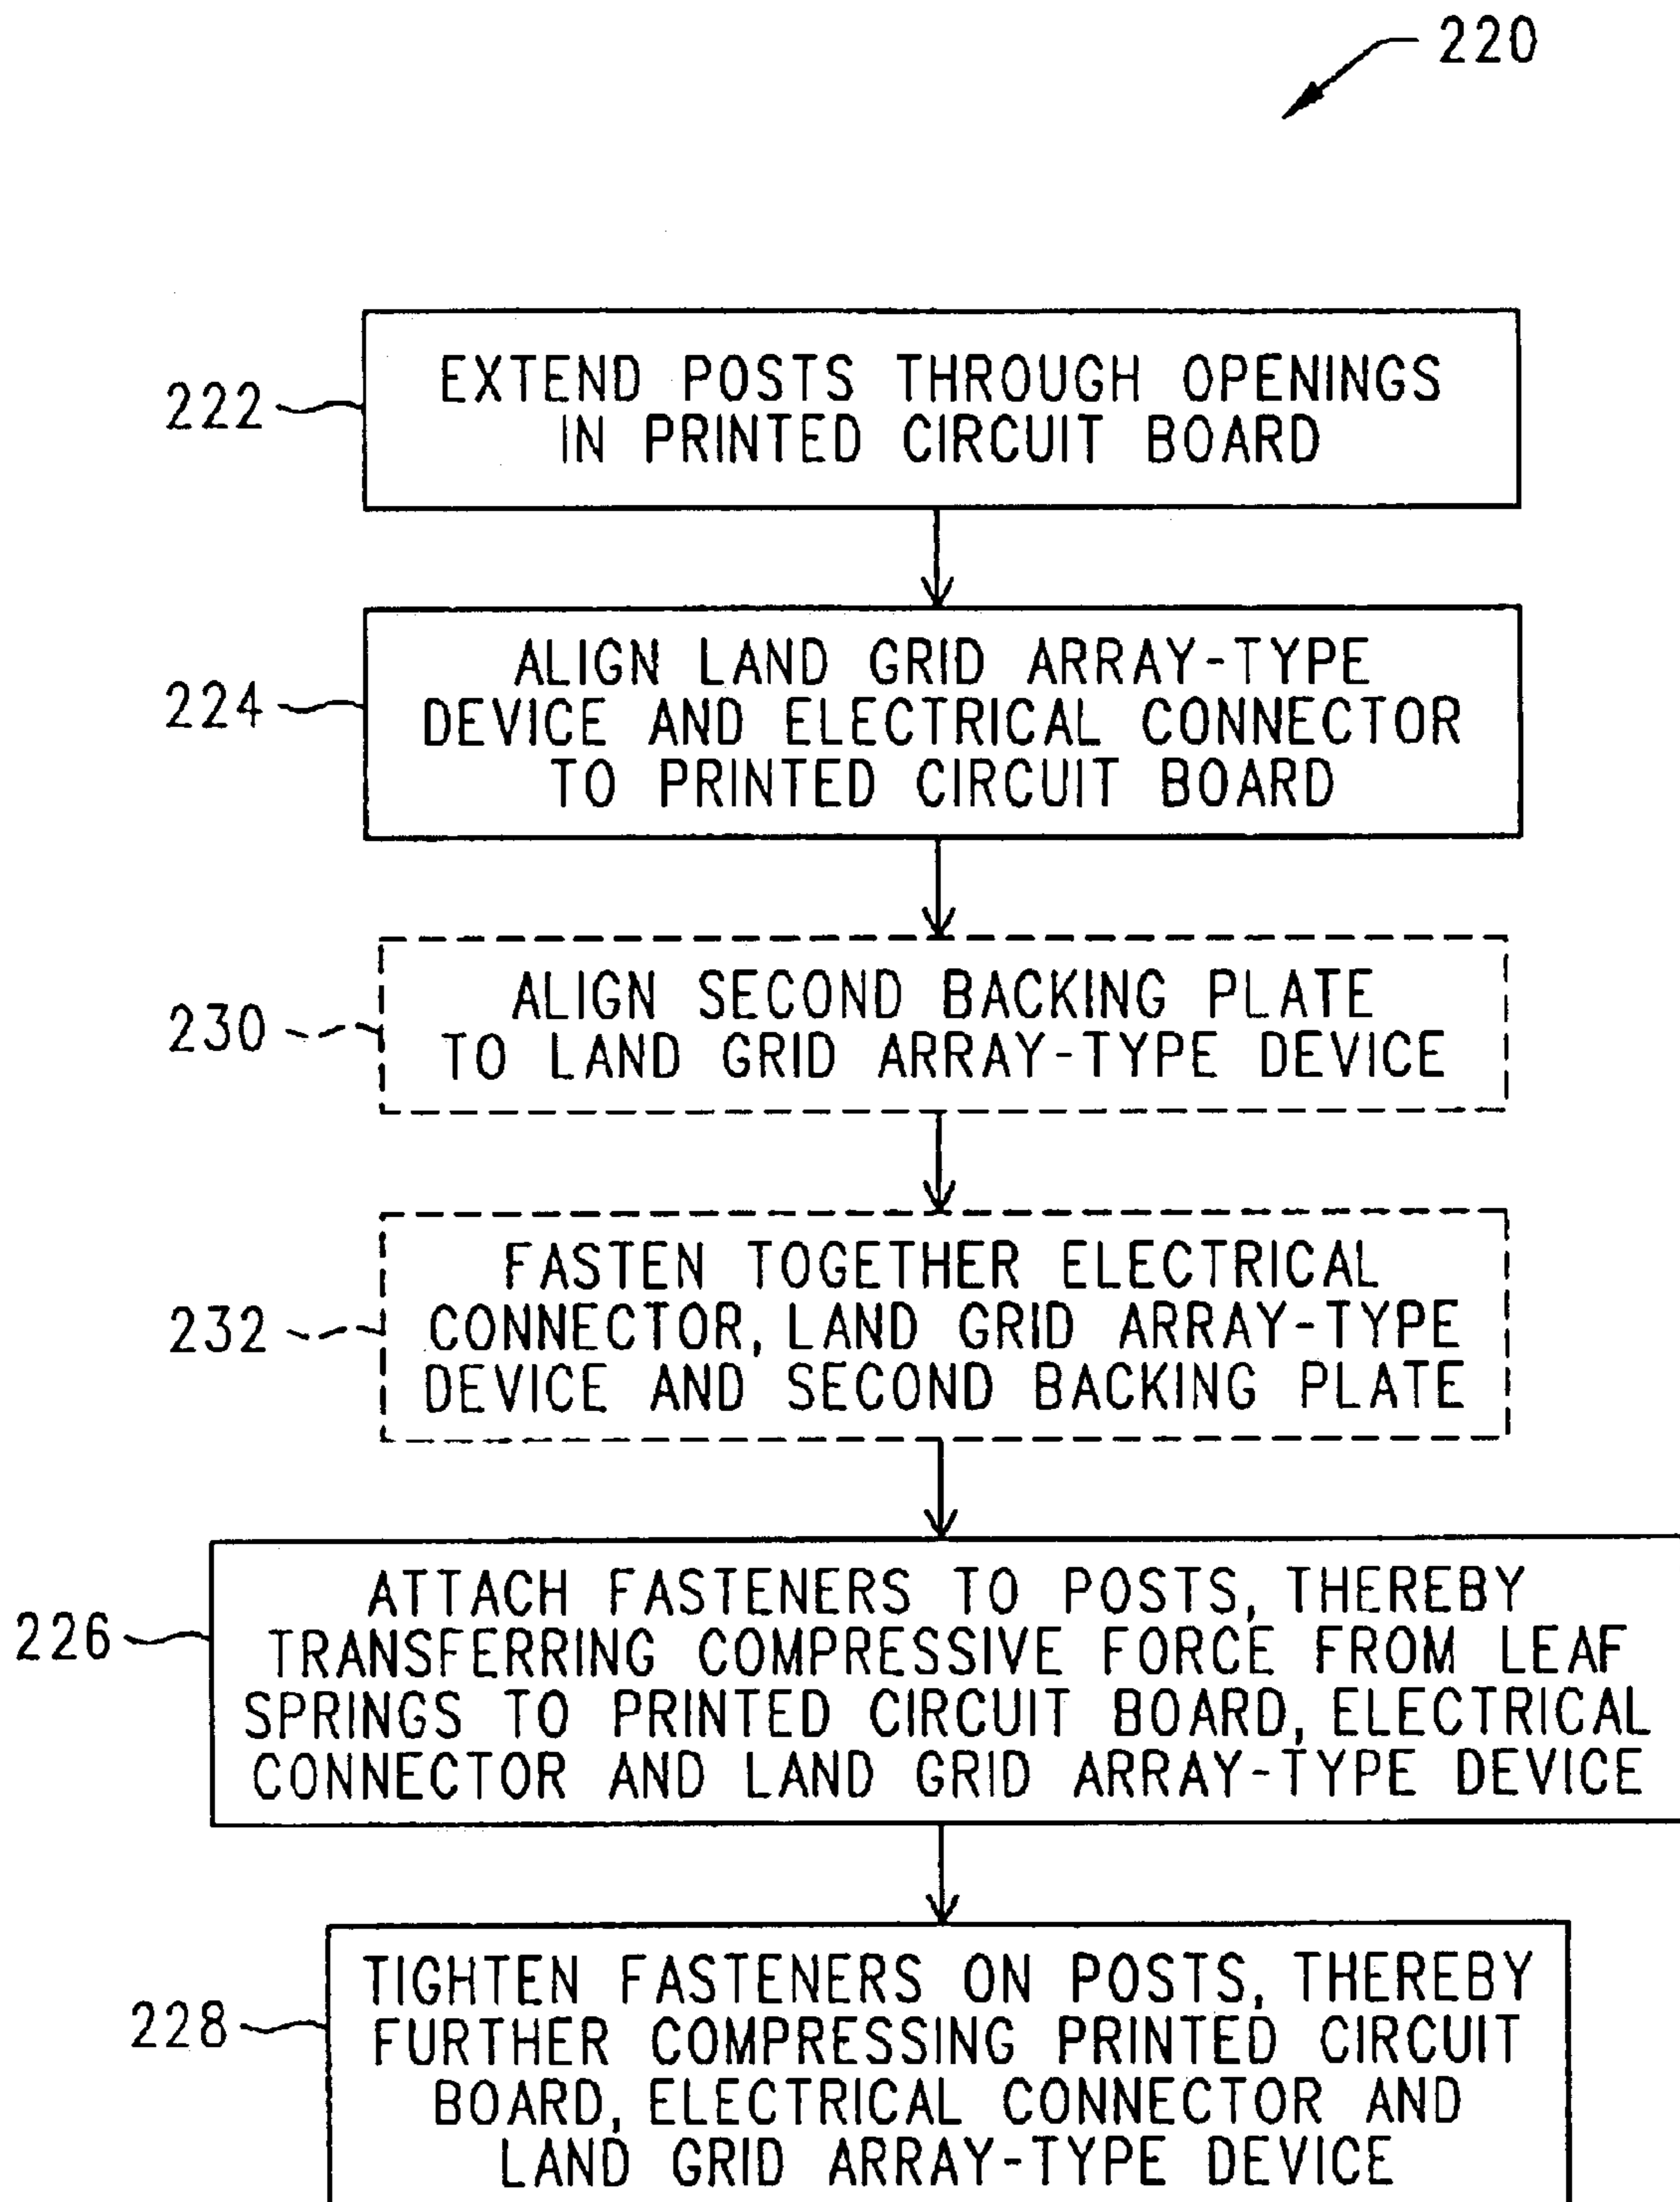 220
222
EXTEND POSTS THROUGH OPENINGS
IN PRINTED CIRCUIT BOARD
224
ALIGN LAND GRID ARRAY-TYPE
DEVICE AND ELECTRICAL CONNECTOR
TO PRINTED CIRCUIT BOARD
230
ALIGN SECOND BACKING PLATE
TO LAND GRID ARRAY-TYPE DEVICE
232
FASTEN TOGETHER ELECTRICAL
CONNECTOR, LAND GRID ARRAY-TYPE
DEVICE AND SECOND BACKING PLATE
226
ATTACH FASTENERS TO POSTS, THEREBY
TRANSFERRING COMPRESSIVE FORCE FROM LEAF
SPRINGS TO PRINTED CIRCUIT BOARD, ELECTRICAL
CONNECTOR AND LAND GRID ARRAY-TYPE DEVICE
228
TIGHTEN FASTENERS ON POSTS, THEREBY
FURTHER COMPRESSING PRINTED CIRCUIT
BOARD, ELECTRICAL CONNECTOR AND
LAND GRID ARRAY-TYPE DEVICE